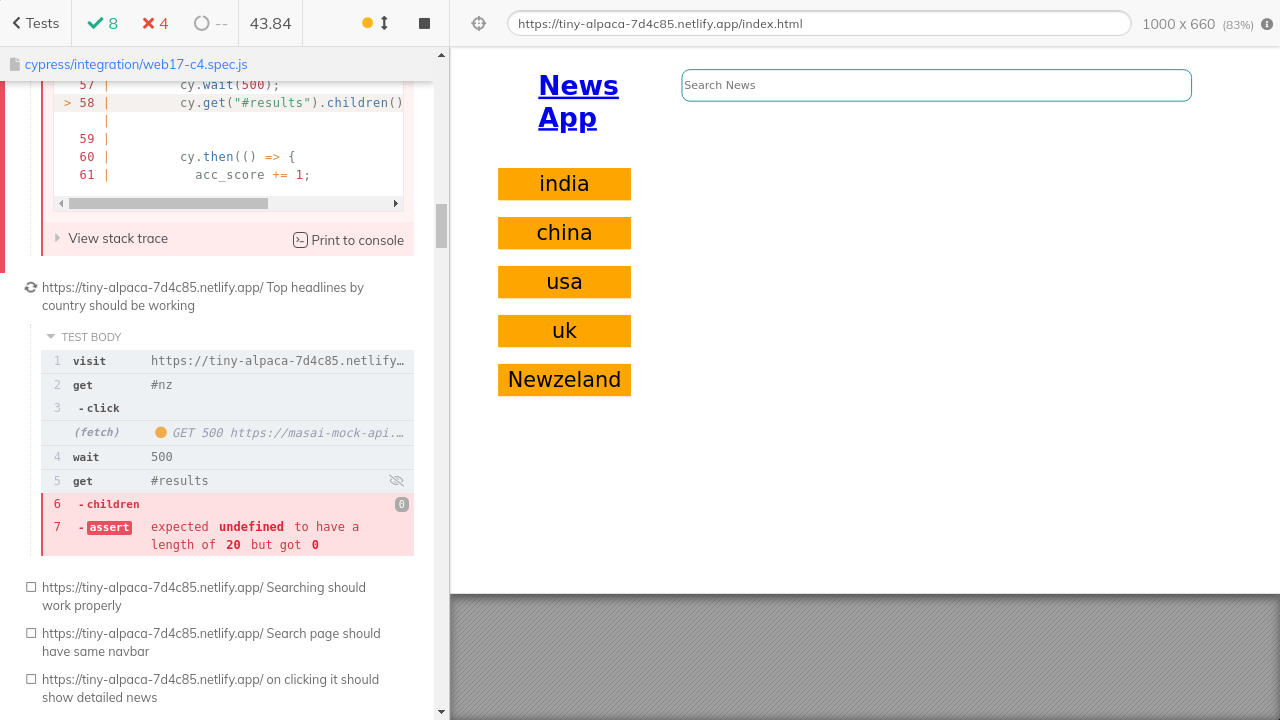 Tests
8
4
--
43.84
cypress/integration/web17-c4.spec.js
57 | cy.wait(500);
> 58 | cy.get("#results").children()
|
59 |
60 | cy.then(() => {
61 | acc_score += 1;
View stack trace
Print to console
https://tiny-alpaca-7d4c85.netlify.app/ Top headlines by
country should be working
TEST BODY
1 visit https://tiny-alpaca-7d4c85.netlify…
2 get #nz
3 -click
(fetch) GET 500 https://masai-mock-api.…
4 wait 500
5 get #results
6 -children 0
7 -assert expected undefined to have a
length of 20 but got 0
https://tiny-alpaca-7d4c85.netlify.app/ Searching should
work properly
https://tiny-alpaca-7d4c85.netlify.app/ Search page should
have same navbar
https://tiny-alpaca-7d4c85.netlify.app/ on clicking it should
show detailed news
https://tiny-alpaca-7d4c85.netlify.app/index.html
1000 x 660 (83%)
News
App
Search News
india
china
usa
uk
Newzeland